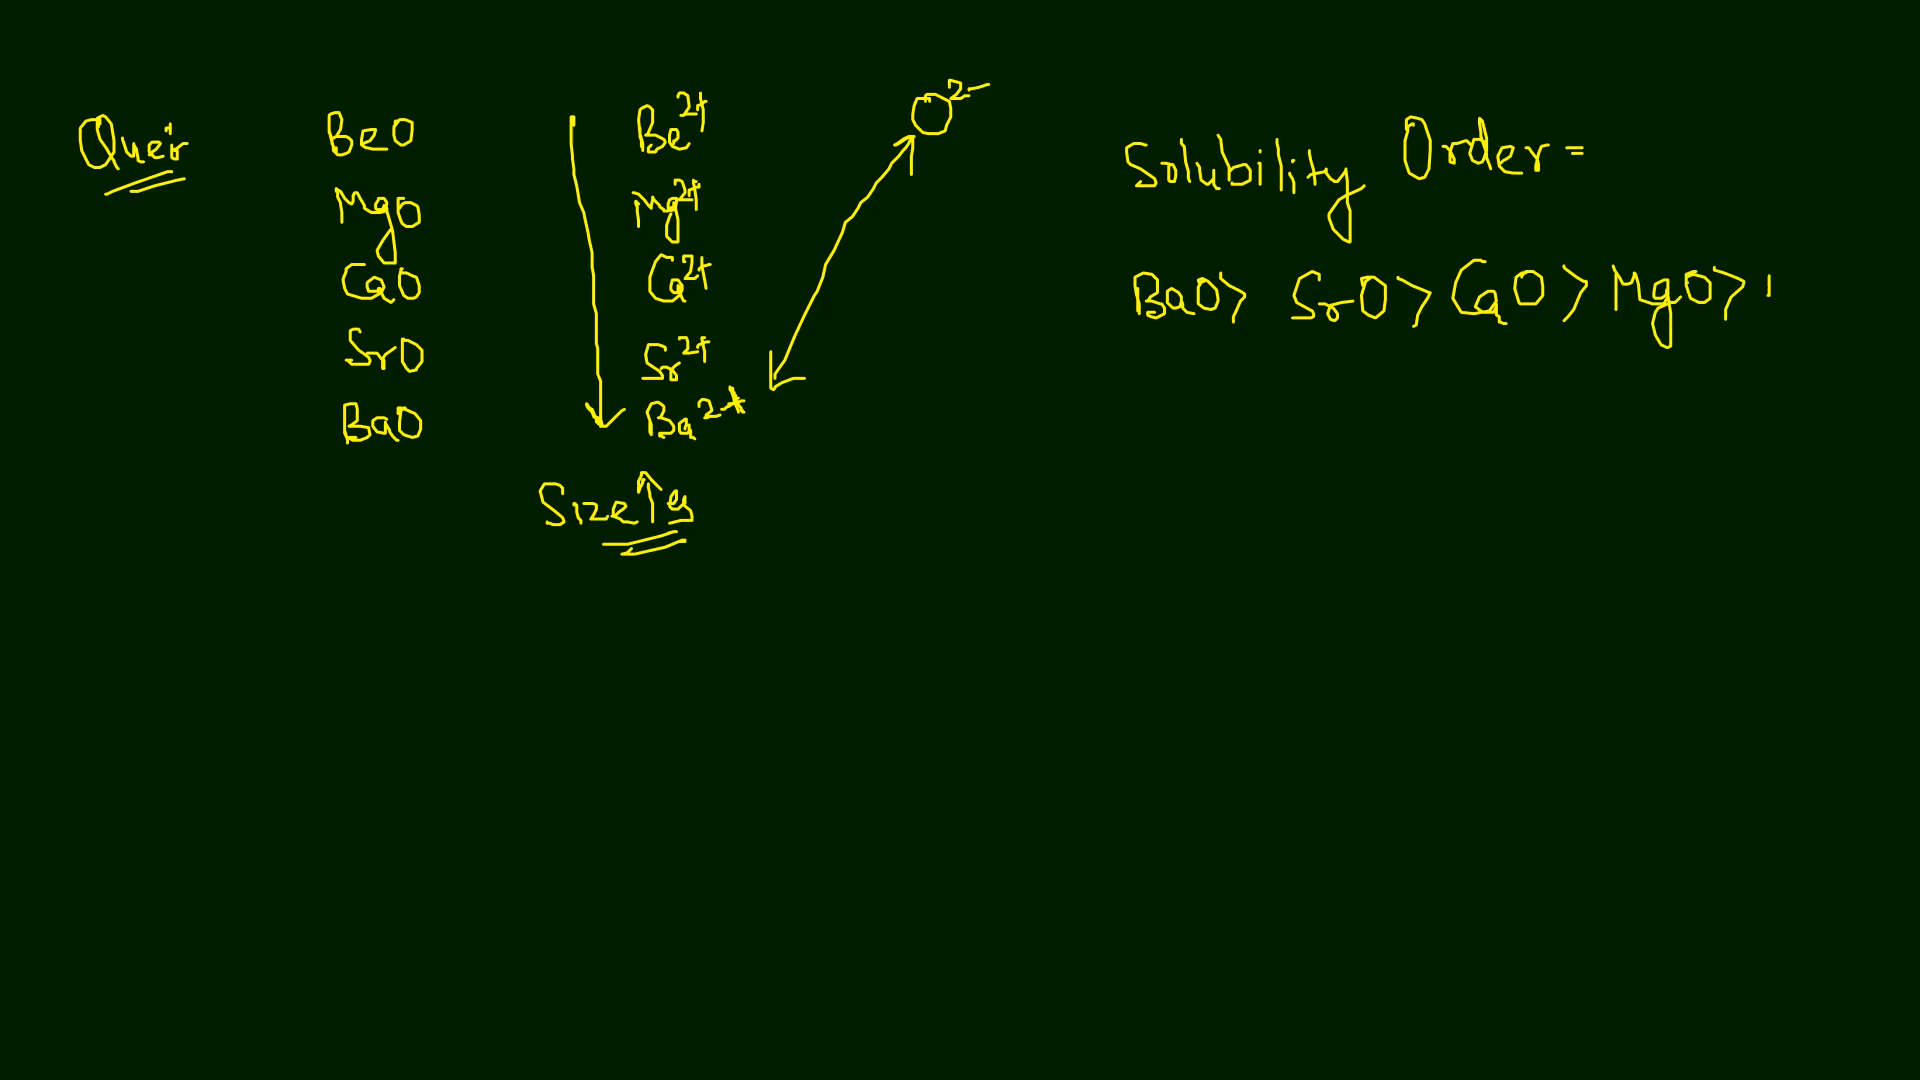 Quer
BeO Be²⁺ O²⁻
MgO Mg²⁺
CaO Ca²⁺
SrO Sr²⁺
BaO Ba²⁺
Size↑es
Solubility Order =
BaO > SrO > CaO > MgO >